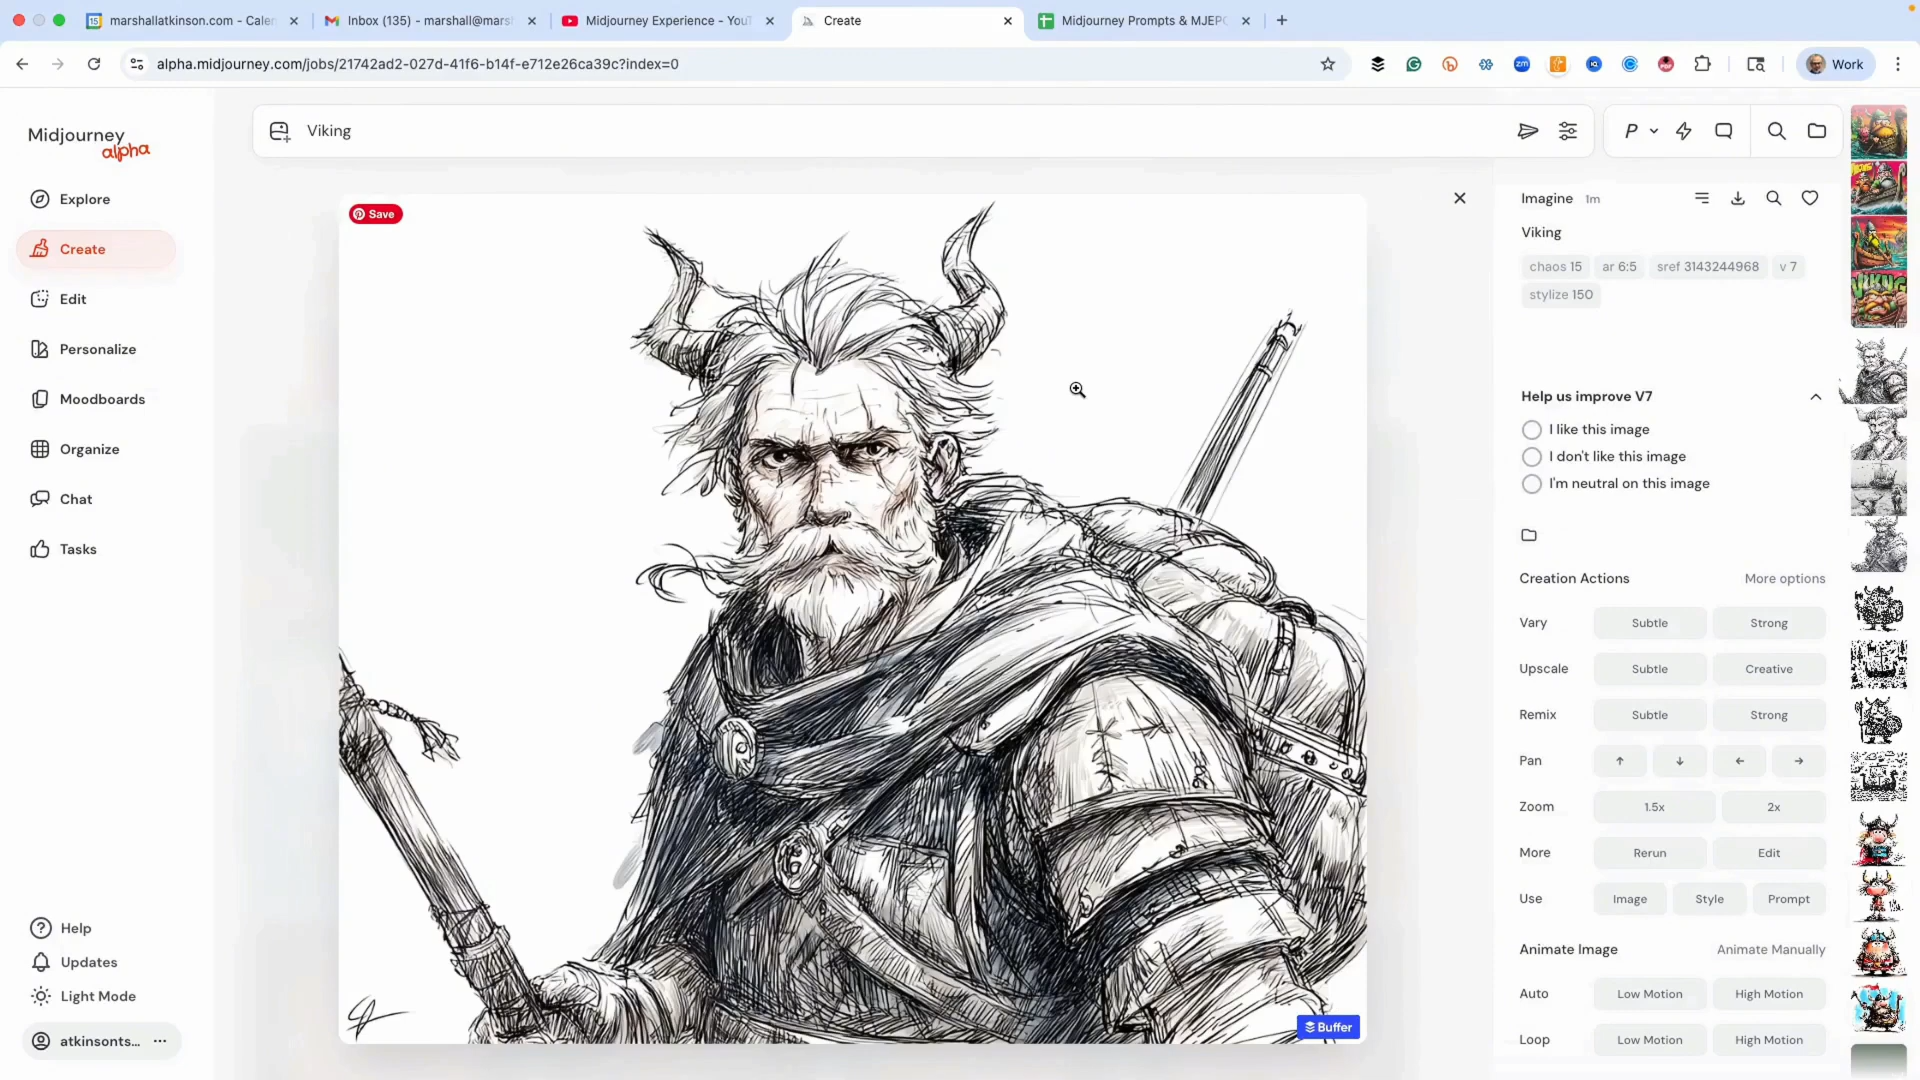 marshallatkinson.com - Calen
Inbox (135) - marshall@mars
Midjourney Experience - YouT
Create
Midjourney Prompts & MJEPC
alpha.midjourney.com/jobs/21742ad2-027d-41f6-b14f-e712e26ca39c?index=0
Work
Midjourney
alpha
Viking
Explore
Create
Edit
Personalize
Moodboards
Organize
Chat
Tasks
Help
Updates
Light Mode
atkinsonts...
Save
Buffer
Imagine 1m
Viking
chaos 15 ar 6:5 sref 3143244968 v 7
stylize 150
Help us improve V7
I like this image
I don't like this image
I'm neutral on this image
Creation Actions More options
Vary Subtle Strong
Upscale Subtle Creative
Remix Subtle Strong
Pan ↑ ↓ ← →
Zoom 1.5x 2x
More Rerun Edit
Use Image Style Prompt
Animate Image Animate Manually
Auto Low Motion High Motion
Loop Low Motion High Motion